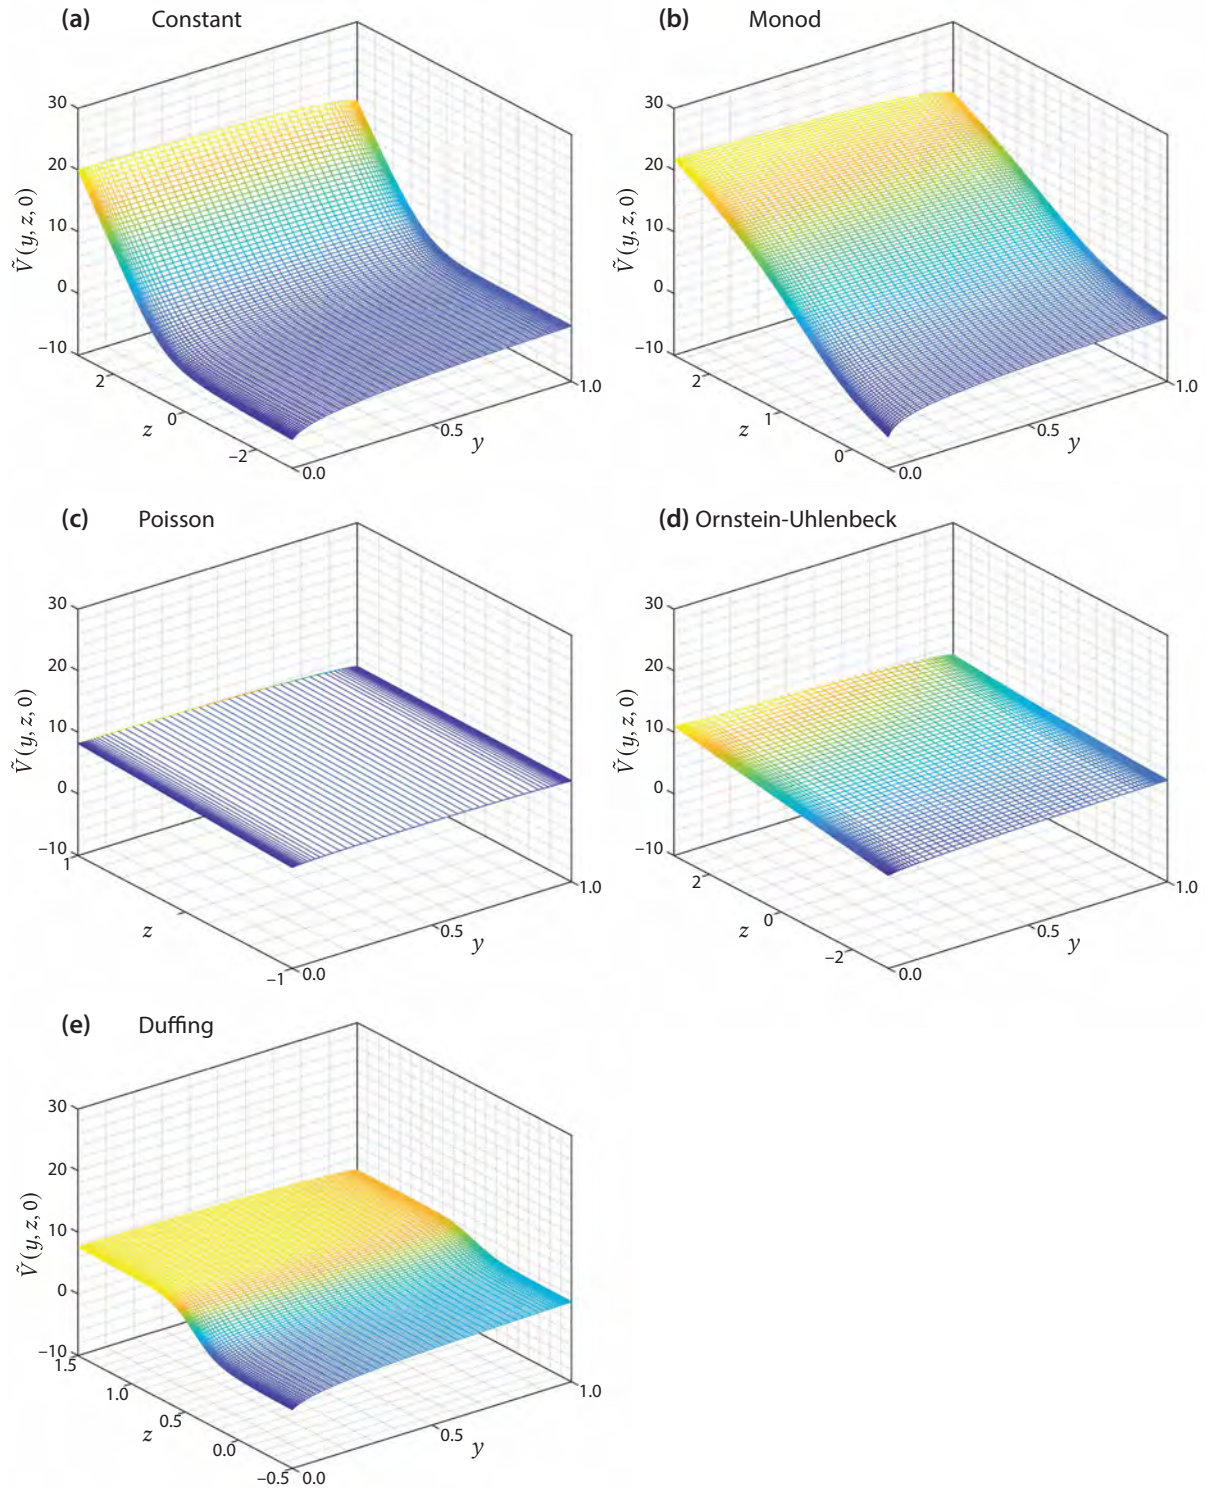 (a) Constant
30
20
10
0
−10
Ṽ(y, z, 0)
2
0
−2
z
0.0
0.5
1.0
y
(b) Monod
30
20
10
0
−10
Ṽ(y, z, 0)
2
1
0
z
0.0
0.5
1.0
y
(c) Poisson
30
20
10
0
−10
Ṽ(y, z, 0)
1
−1
z
0.0
0.5
1.0
y
(d) Ornstein-Uhlenbeck
30
20
10
0
−10
Ṽ(y, z, 0)
2
0
−2
z
0.0
0.5
1.0
y
(e) Duffing
30
20
10
0
−10
Ṽ(y, z, 0)
1.5
1.0
0.5
0.0
−0.5
z
0.0
0.5
1.0
y